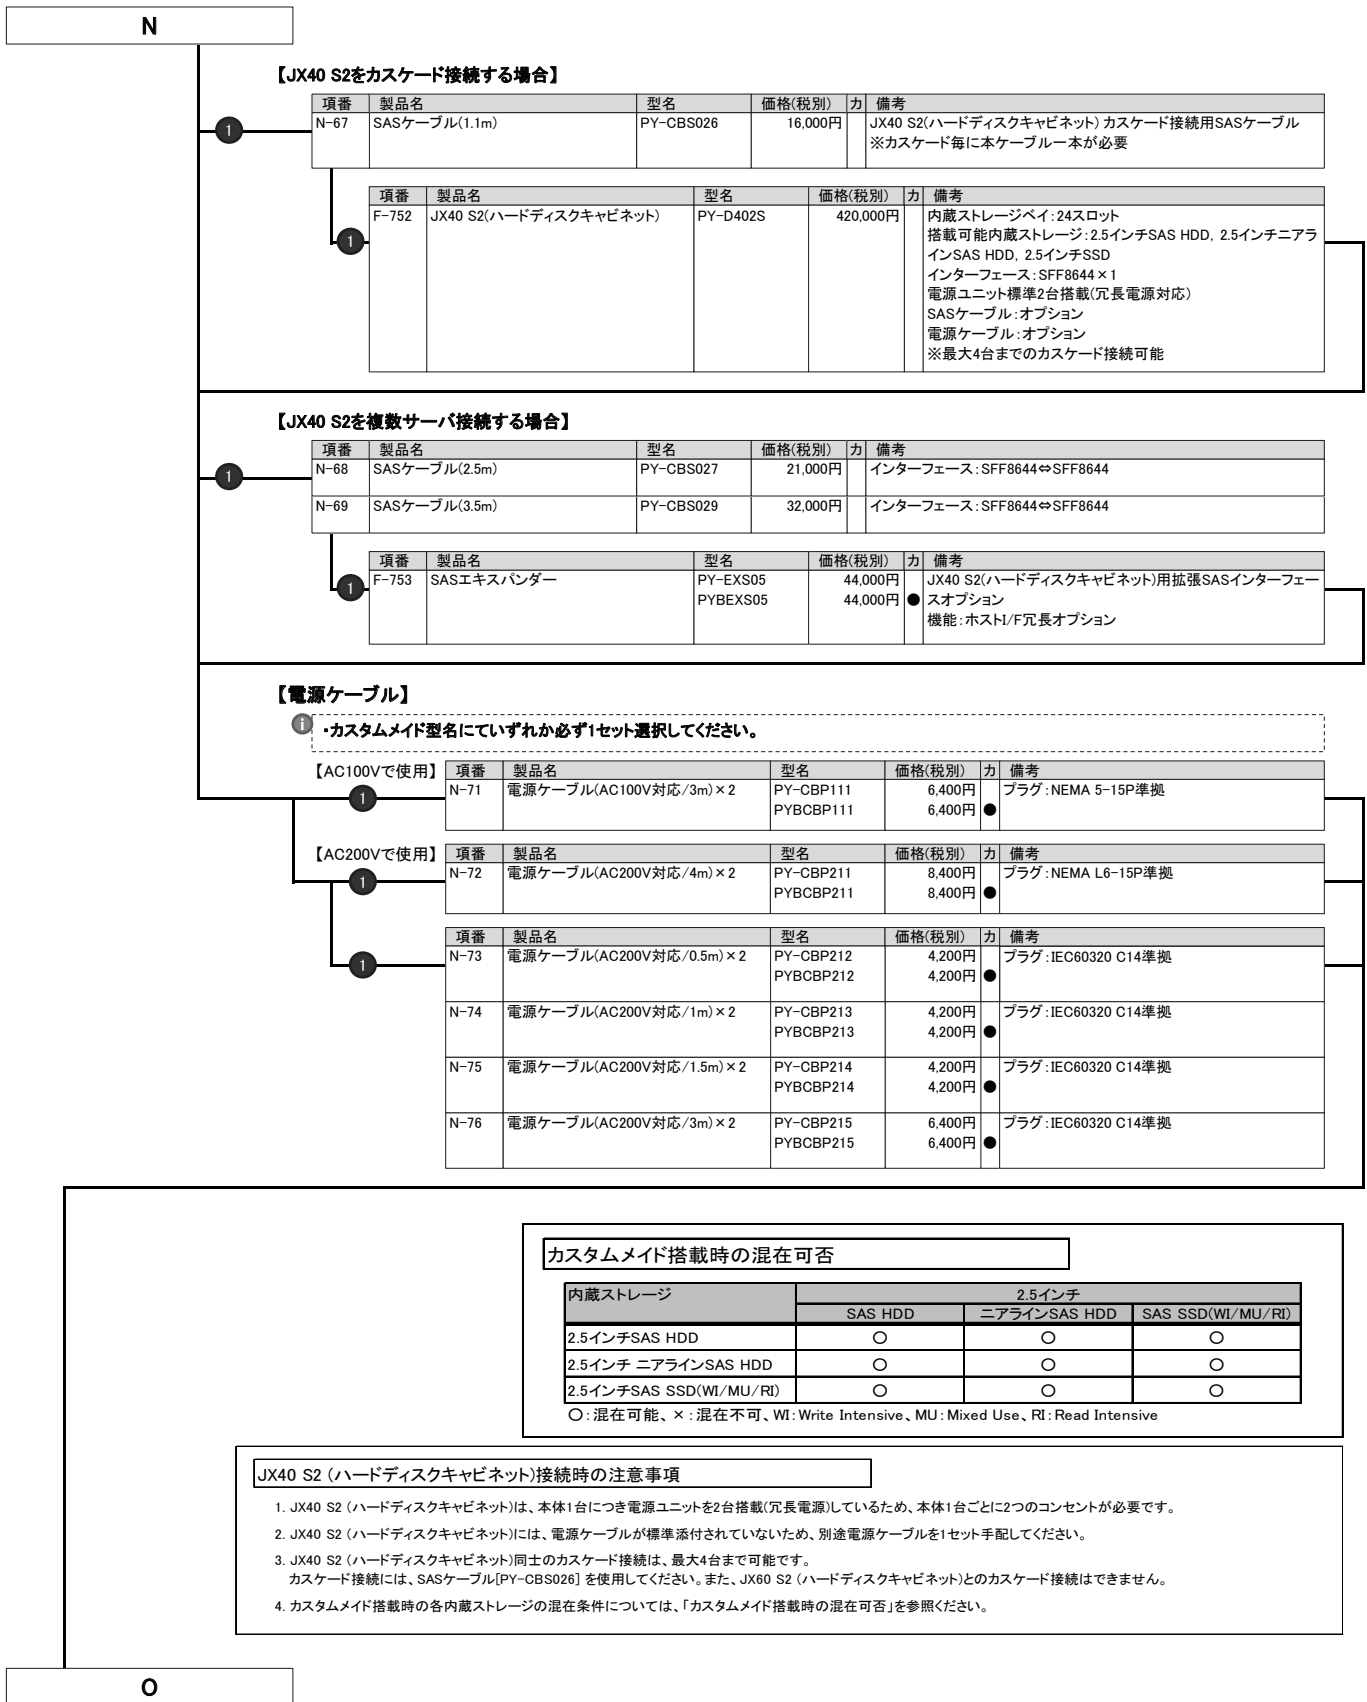 N
【JX40 S2をカスケード接続する場合】
項番 製品名 型名 価格(税別) カ 備考
N-67 SASケーブル(1.1m) PY-CBS026 16,000円 JX40 S2(ハードディスクキャビネット) カスケード接続用SASケーブル
※カスケード毎に本ケーブル一本が必要
項番 製品名 型名 価格(税別) カ 備考
F-752 JX40 S2(ハードディスクキャビネット) PY-D402S 420,000円 内蔵ストレージベイ:24スロット
搭載可能内蔵ストレージ:2.5インチSAS HDD, 2.5インチニアラ
インSAS HDD, 2.5インチSSD
インターフェース:SFF8644×1
電源ユニット標準2台搭載(冗長電源対応)
SASケーブル:オプション
電源ケーブル:オプション
※最大4台までのカスケード接続可能
1
1
【JX40 S2を複数サーバ接続する場合】
項番 製品名 型名 価格(税別) カ 備考
N-68 SASケーブル(2.5m) PY-CBS027 21,000円 インターフェース:SFF8644⇔SFF8644
N-69 SASケーブル(3.5m) PY-CBS029 32,000円 インターフェース:SFF8644⇔SFF8644
項番 製品名 型名 価格(税別) カ 備考
F-753 SASエキスパンダー PY-EXS05 44,000円 JX40 S2(ハードディスクキャビネット)用拡張SASインターフェー
PYBEXS05 44,000円 ● スオプション
機能:ホストI/F冗長オプション
1
1
【電源ケーブル】
i ・カスタムメイド型名にていずれか必ず1セット選択してください。
【AC100Vで使用】 項番 製品名 型名 価格(税別) カ 備考
1 N-71 電源ケーブル(AC100V対応/3m)×2 PY-CBP111 6,400円 プラグ:NEMA 5-15P準拠
PYBCBP111 6,400円 ●
【AC200Vで使用】 項番 製品名 型名 価格(税別) カ 備考
1 N-72 電源ケーブル(AC200V対応/4m)×2 PY-CBP211 8,400円 プラグ:NEMA L6-15P準拠
PYBCBP211 8,400円 ●
項番 製品名 型名 価格(税別) カ 備考
1 N-73 電源ケーブル(AC200V対応/0.5m)×2 PY-CBP212 4,200円 プラグ:IEC60320 C14準拠
PYBCBP212 4,200円 ●
N-74 電源ケーブル(AC200V対応/1m)×2 PY-CBP213 4,200円 プラグ:IEC60320 C14準拠
PYBCBP213 4,200円 ●
N-75 電源ケーブル(AC200V対応/1.5m)×2 PY-CBP214 4,200円 プラグ:IEC60320 C14準拠
PYBCBP214 4,200円 ●
N-76 電源ケーブル(AC200V対応/3m)×2 PY-CBP215 6,400円 プラグ:IEC60320 C14準拠
PYBCBP215 6,400円 ●
カスタムメイド搭載時の混在可否
内蔵ストレージ 2.5インチ
SAS HDD ニアラインSAS HDD SAS SSD(WI/MU/RI)
2.5インチSAS HDD ○ ○ ○
2.5インチ ニアラインSAS HDD ○ ○ ○
2.5インチSAS SSD(WI/MU/RI) ○ ○ ○
○:混在可能、×:混在不可、WI:Write Intensive、MU:Mixed Use、RI:Read Intensive
JX40 S2 (ハードディスクキャビネット)接続時の注意事項
1. JX40 S2 (ハードディスクキャビネット)は、本体1台につき電源ユニットを2台搭載(冗長電源)しているため、本体1台ごとに2つのコンセントが必要です。
2. JX40 S2 (ハードディスクキャビネット)には、電源ケーブルが標準添付されていないため、別途電源ケーブルを1セット手配してください。
3. JX40 S2 (ハードディスクキャビネット)同士のカスケード接続は、最大4台まで可能です。
カスケード接続には、SASケーブル[PY-CBS026] を使用してください。また、JX60 S2 (ハードディスクキャビネット)とのカスケード接続はできません。
4. カスタムメイド搭載時の各内蔵ストレージの混在条件については、「カスタムメイド搭載時の混在可否」を参照ください。
O